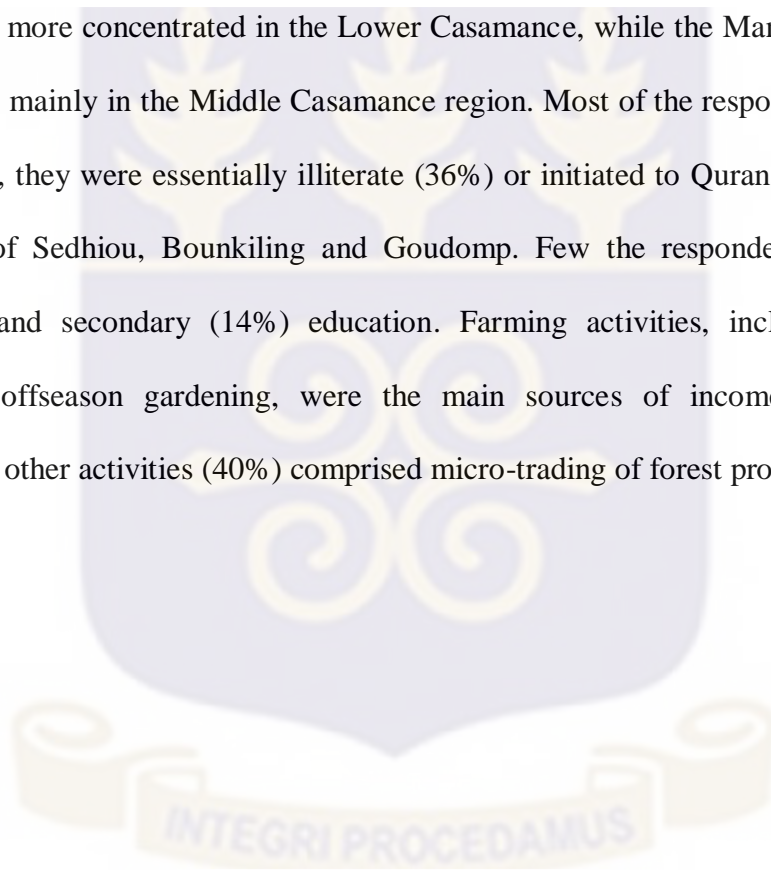 more concentrated in the Lower Casamance, while the Mar
mainly in the Middle Casamance region. Most of the respo
, they were essentially illiterate (36%) or initiated to Quran
of Sedhiou, Bounkiling and Goudomp. Few the responde
and secondary (14%) education. Farming activities, incl
offseason gardening, were the main sources of income
other activities (40%) comprised micro-trading of forest pro
INTEGRI PROCEDAMUS